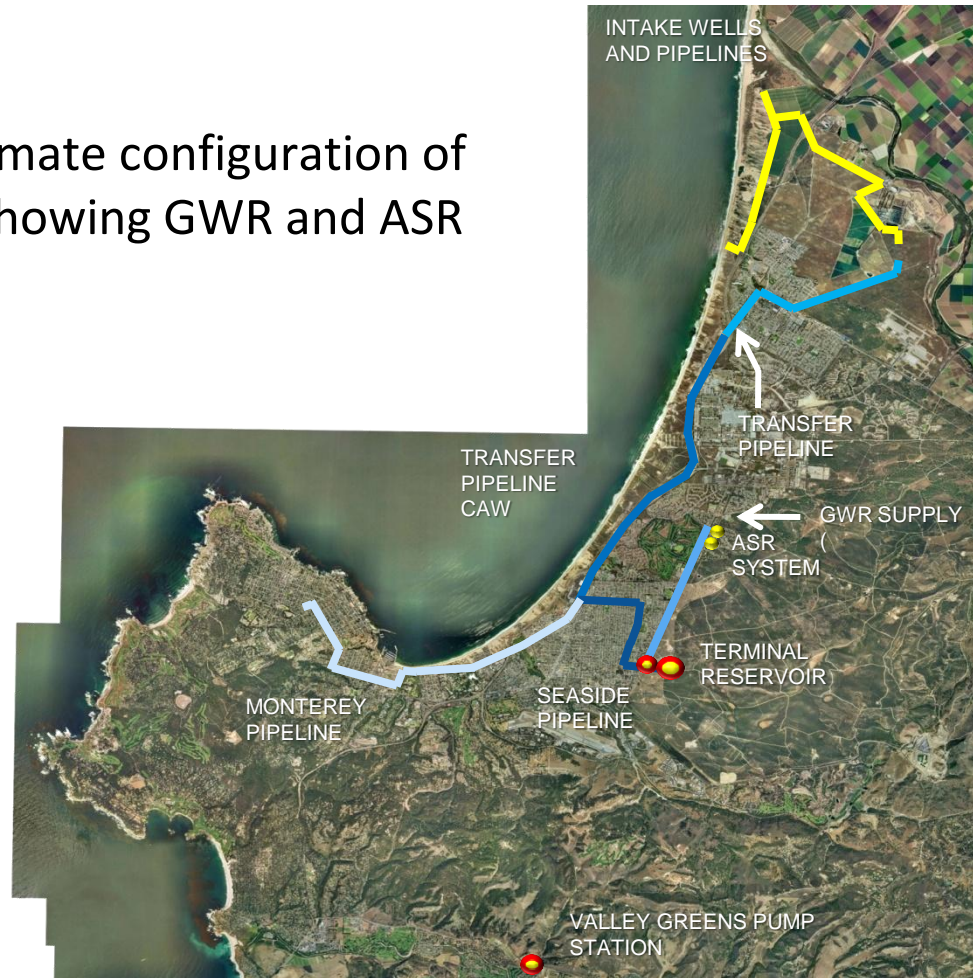 INTAKE WELLS
AND PIPELINES
mate configuration of
howing GWR and ASR
TRANSFER
PIPELINE
TRANSFER
PIPELINE
CAW
GWR SUPPLY
(
ASR
SYSTEM
TERMINAL
RESERVOIR
SEASIDE
PIPELINE
MONTEREY
PIPELINE
VALLEY GREENS PUMP
STATION